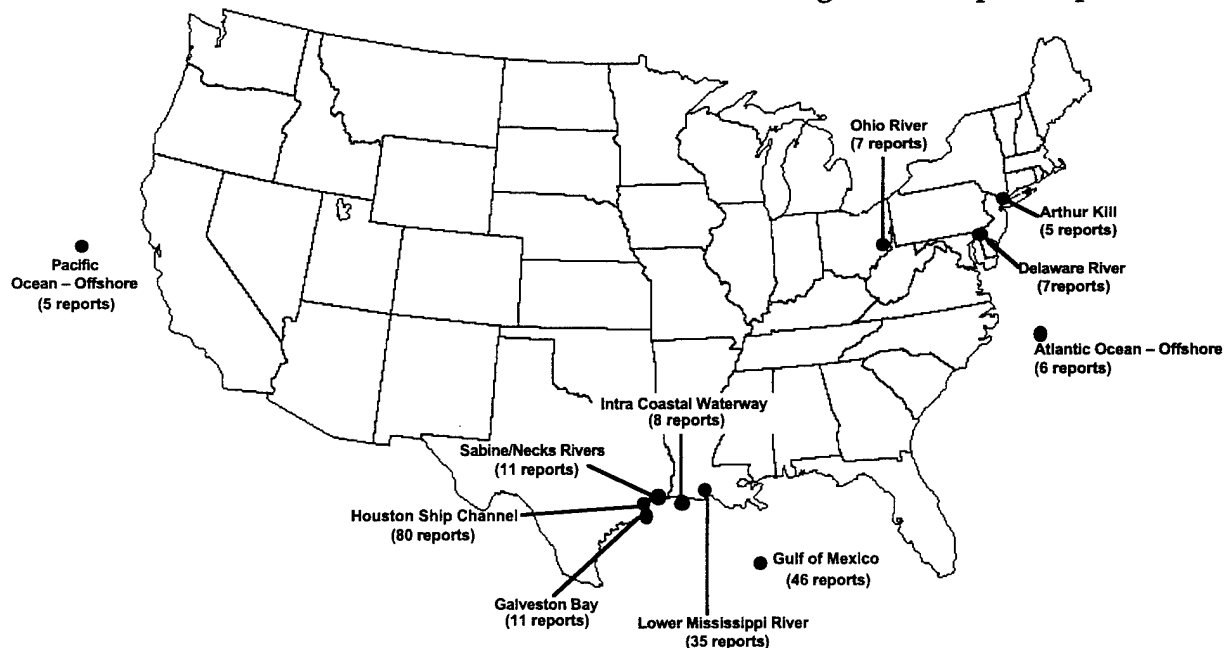 Ohio River
(7 reports)
Arthur Kill
(5 reports)
Delaware River
(7reports)
Pacific
Ocean – Offshore
(5 reports)
Atlantic Ocean – Offshore
(6 reports)
Intra Coastal Waterway
(8 reports)
Sabine/Necks Rivers
(11 reports)
Houston Ship Channel
(80 reports)
Gulf of Mexico
(46 reports)
Galveston Bay
(11 reports)
Lower Mississippi River
(35 reports)